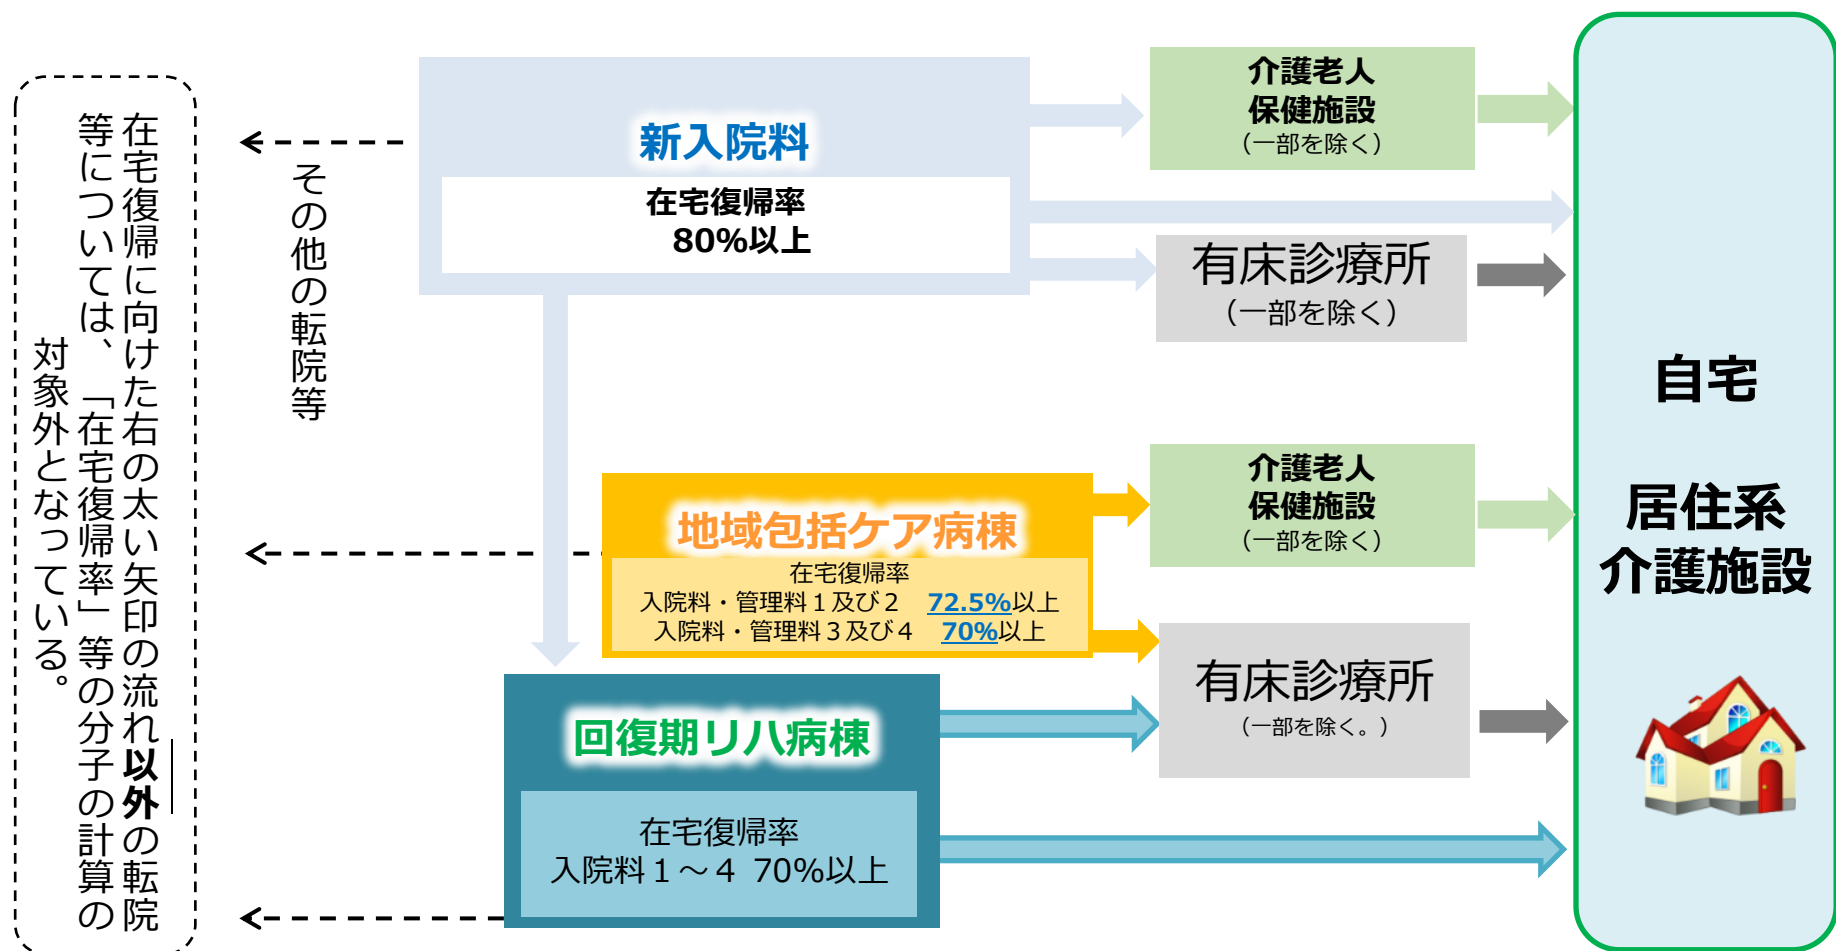 在宅復帰に向けた右の太い矢印の流れ以外の転院
等については、「在宅復帰率」等の分子の計算の
対象外となっている。
その他の転院等
新入院料
在宅復帰率
80%以上
介護老人
保健施設
（一部を除く）
有床診療所
（一部を除く）
地域包括ケア病棟
在宅復帰率
入院料・管理料１及び２　72.5%以上
入院料・管理料３及び４　70%以上
介護老人
保健施設
（一部を除く）
有床診療所
（一部を除く。）
回復期リハ病棟
在宅復帰率
入院料１～４ 70%以上
自宅
居住系
介護施設